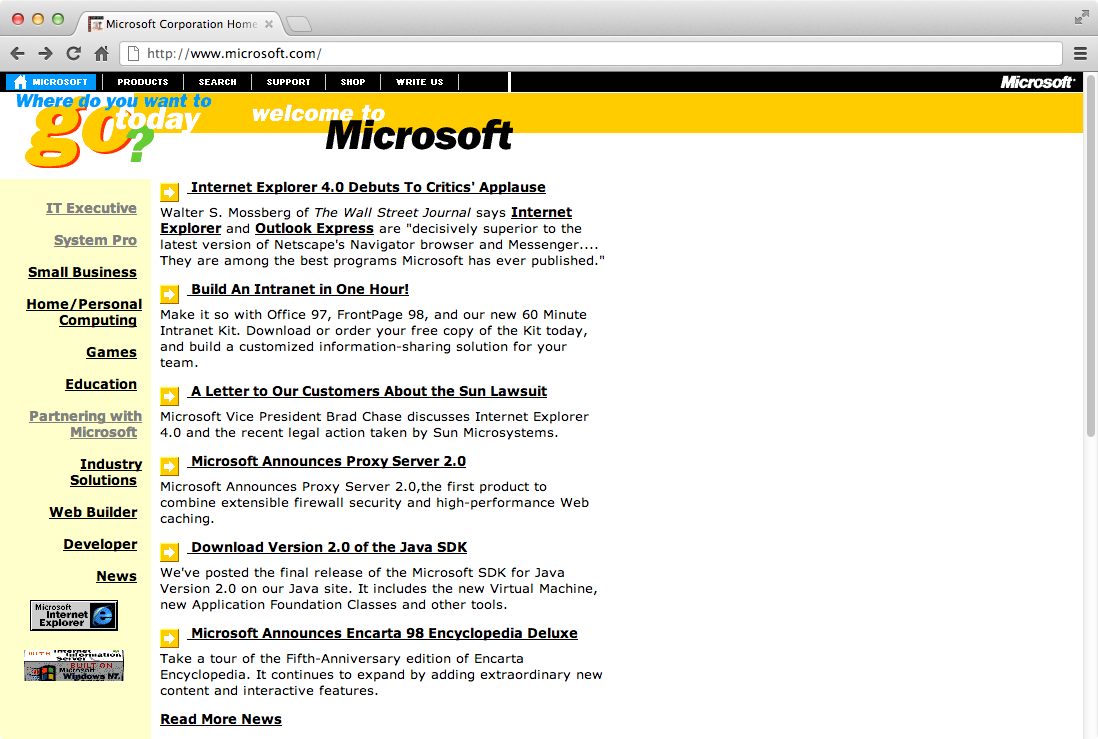 Microsoft Corporation Home
http://www.microsoft.com/
MICROSOFT PRODUCTS SEARCH SUPPORT SHOP WRITE US Microsoft
Where do you want to
go today?
welcome to
Microsoft
IT Executive
System Pro
Small Business
Home/Personal
Computing
Games
Education
Partnering with
Microsoft
Industry
Solutions
Web Builder
Developer
News
Microsoft
Internet
Explorer
WITH Internet Information
Server
BUILT ON
Microsoft
Windows NT
Internet Explorer 4.0 Debuts To Critics' Applause
Walter S. Mossberg of The Wall Street Journal says Internet
Explorer and Outlook Express are "decisively superior to the
latest version of Netscape's Navigator browser and Messenger....
They are among the best programs Microsoft has ever published."
Build An Intranet in One Hour!
Make it so with Office 97, FrontPage 98, and our new 60 Minute
Intranet Kit. Download or order your free copy of the Kit today,
and build a customized information-sharing solution for your
team.
A Letter to Our Customers About the Sun Lawsuit
Microsoft Vice President Brad Chase discusses Internet Explorer
4.0 and the recent legal action taken by Sun Microsystems.
Microsoft Announces Proxy Server 2.0
Microsoft Announces Proxy Server 2.0,the first product to
combine extensible firewall security and high-performance Web
caching.
Download Version 2.0 of the Java SDK
We've posted the final release of the Microsoft SDK for Java
Version 2.0 on our Java site. It includes the new Virtual Machine,
new Application Foundation Classes and other tools.
Microsoft Announces Encarta 98 Encyclopedia Deluxe
Take a tour of the Fifth-Anniversary edition of Encarta
Encyclopedia. It continues to expand by adding extraordinary new
content and interactive features.
Read More News